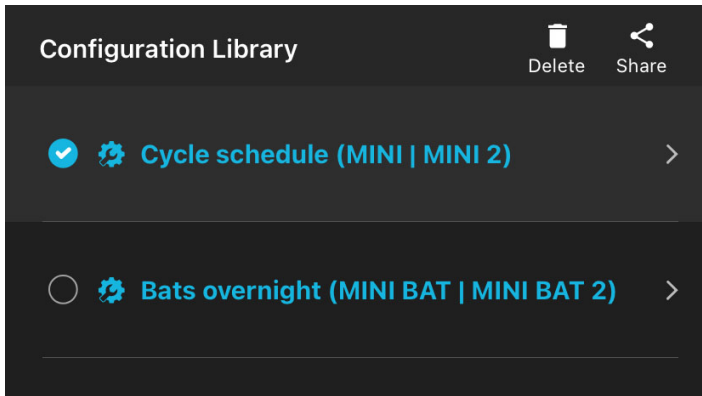 Configuration Library
Delete Share
Cycle schedule (MINI | MINI 2)
Bats overnight (MINI BAT | MINI BAT 2)